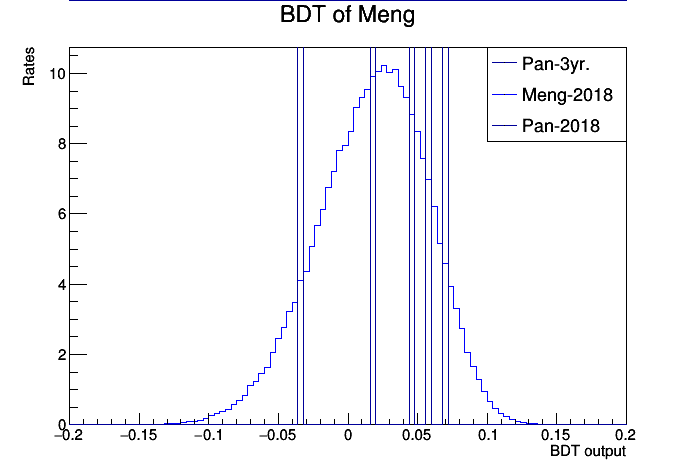 BDT of Meng
Rates
Pan-3yr.
Meng-2018
Pan-2018
10
8
6
4
2
0
−0.2 −0.15 −0.1 −0.05 0 0.05 0.1 0.15 0.2
BDT output